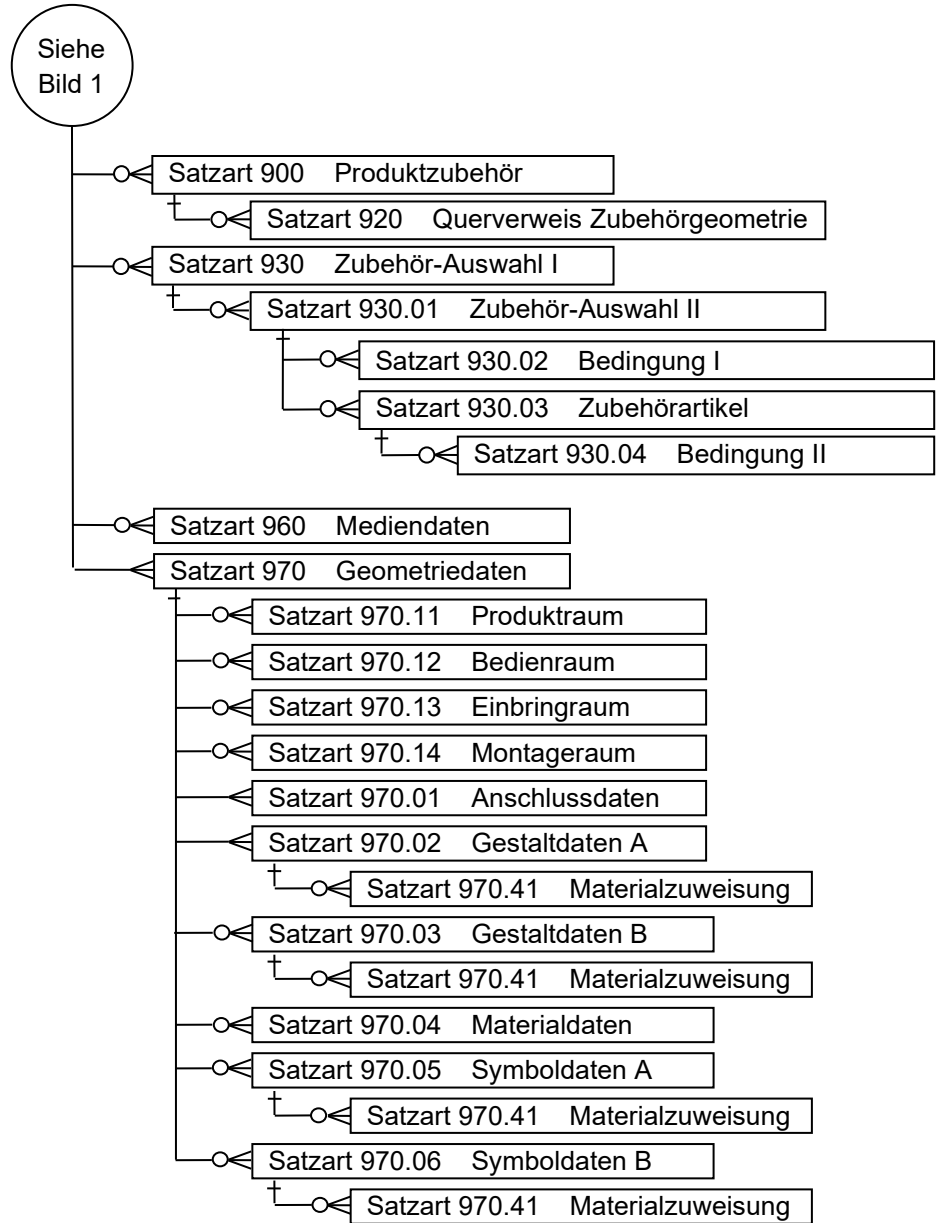 Siehe
Bild 1
Satzart 900 Produktzubehör
Satzart 920 Querverweis Zubehörgeometrie
Satzart 930 Zubehör-Auswahl I
Satzart 930.01 Zubehör-Auswahl II
Satzart 930.02 Bedingung I
Satzart 930.03 Zubehörartikel
Satzart 930.04 Bedingung II
Satzart 960 Mediendaten
Satzart 970 Geometriedaten
Satzart 970.11 Produktraum
Satzart 970.12 Bedienraum
Satzart 970.13 Einbringraum
Satzart 970.14 Montageraum
Satzart 970.01 Anschlussdaten
Satzart 970.02 Gestaltdaten A
Satzart 970.41 Materialzuweisung
Satzart 970.03 Gestaltdaten B
Satzart 970.41 Materialzuweisung
Satzart 970.04 Materialdaten
Satzart 970.05 Symboldaten A
Satzart 970.41 Materialzuweisung
Satzart 970.06 Symboldaten B
Satzart 970.41 Materialzuweisung